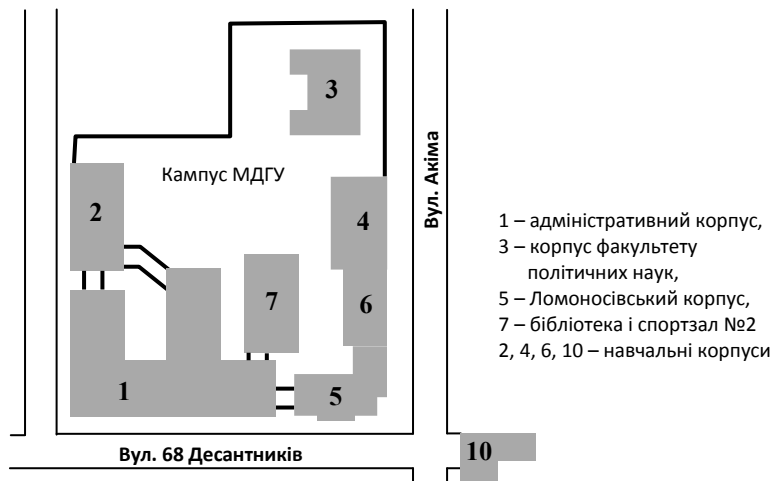 3
Кампус МДГУ
2
4
Вул. Акіма
7
6
1
5
Вул. 68 Десантників
10
1 – адміністративний корпус,
3 – корпус факультету
політичних наук,
5 – Ломоносівський корпус,
7 – бібліотека і спортзал №2
2, 4, 6, 10 – навчальні корпуси